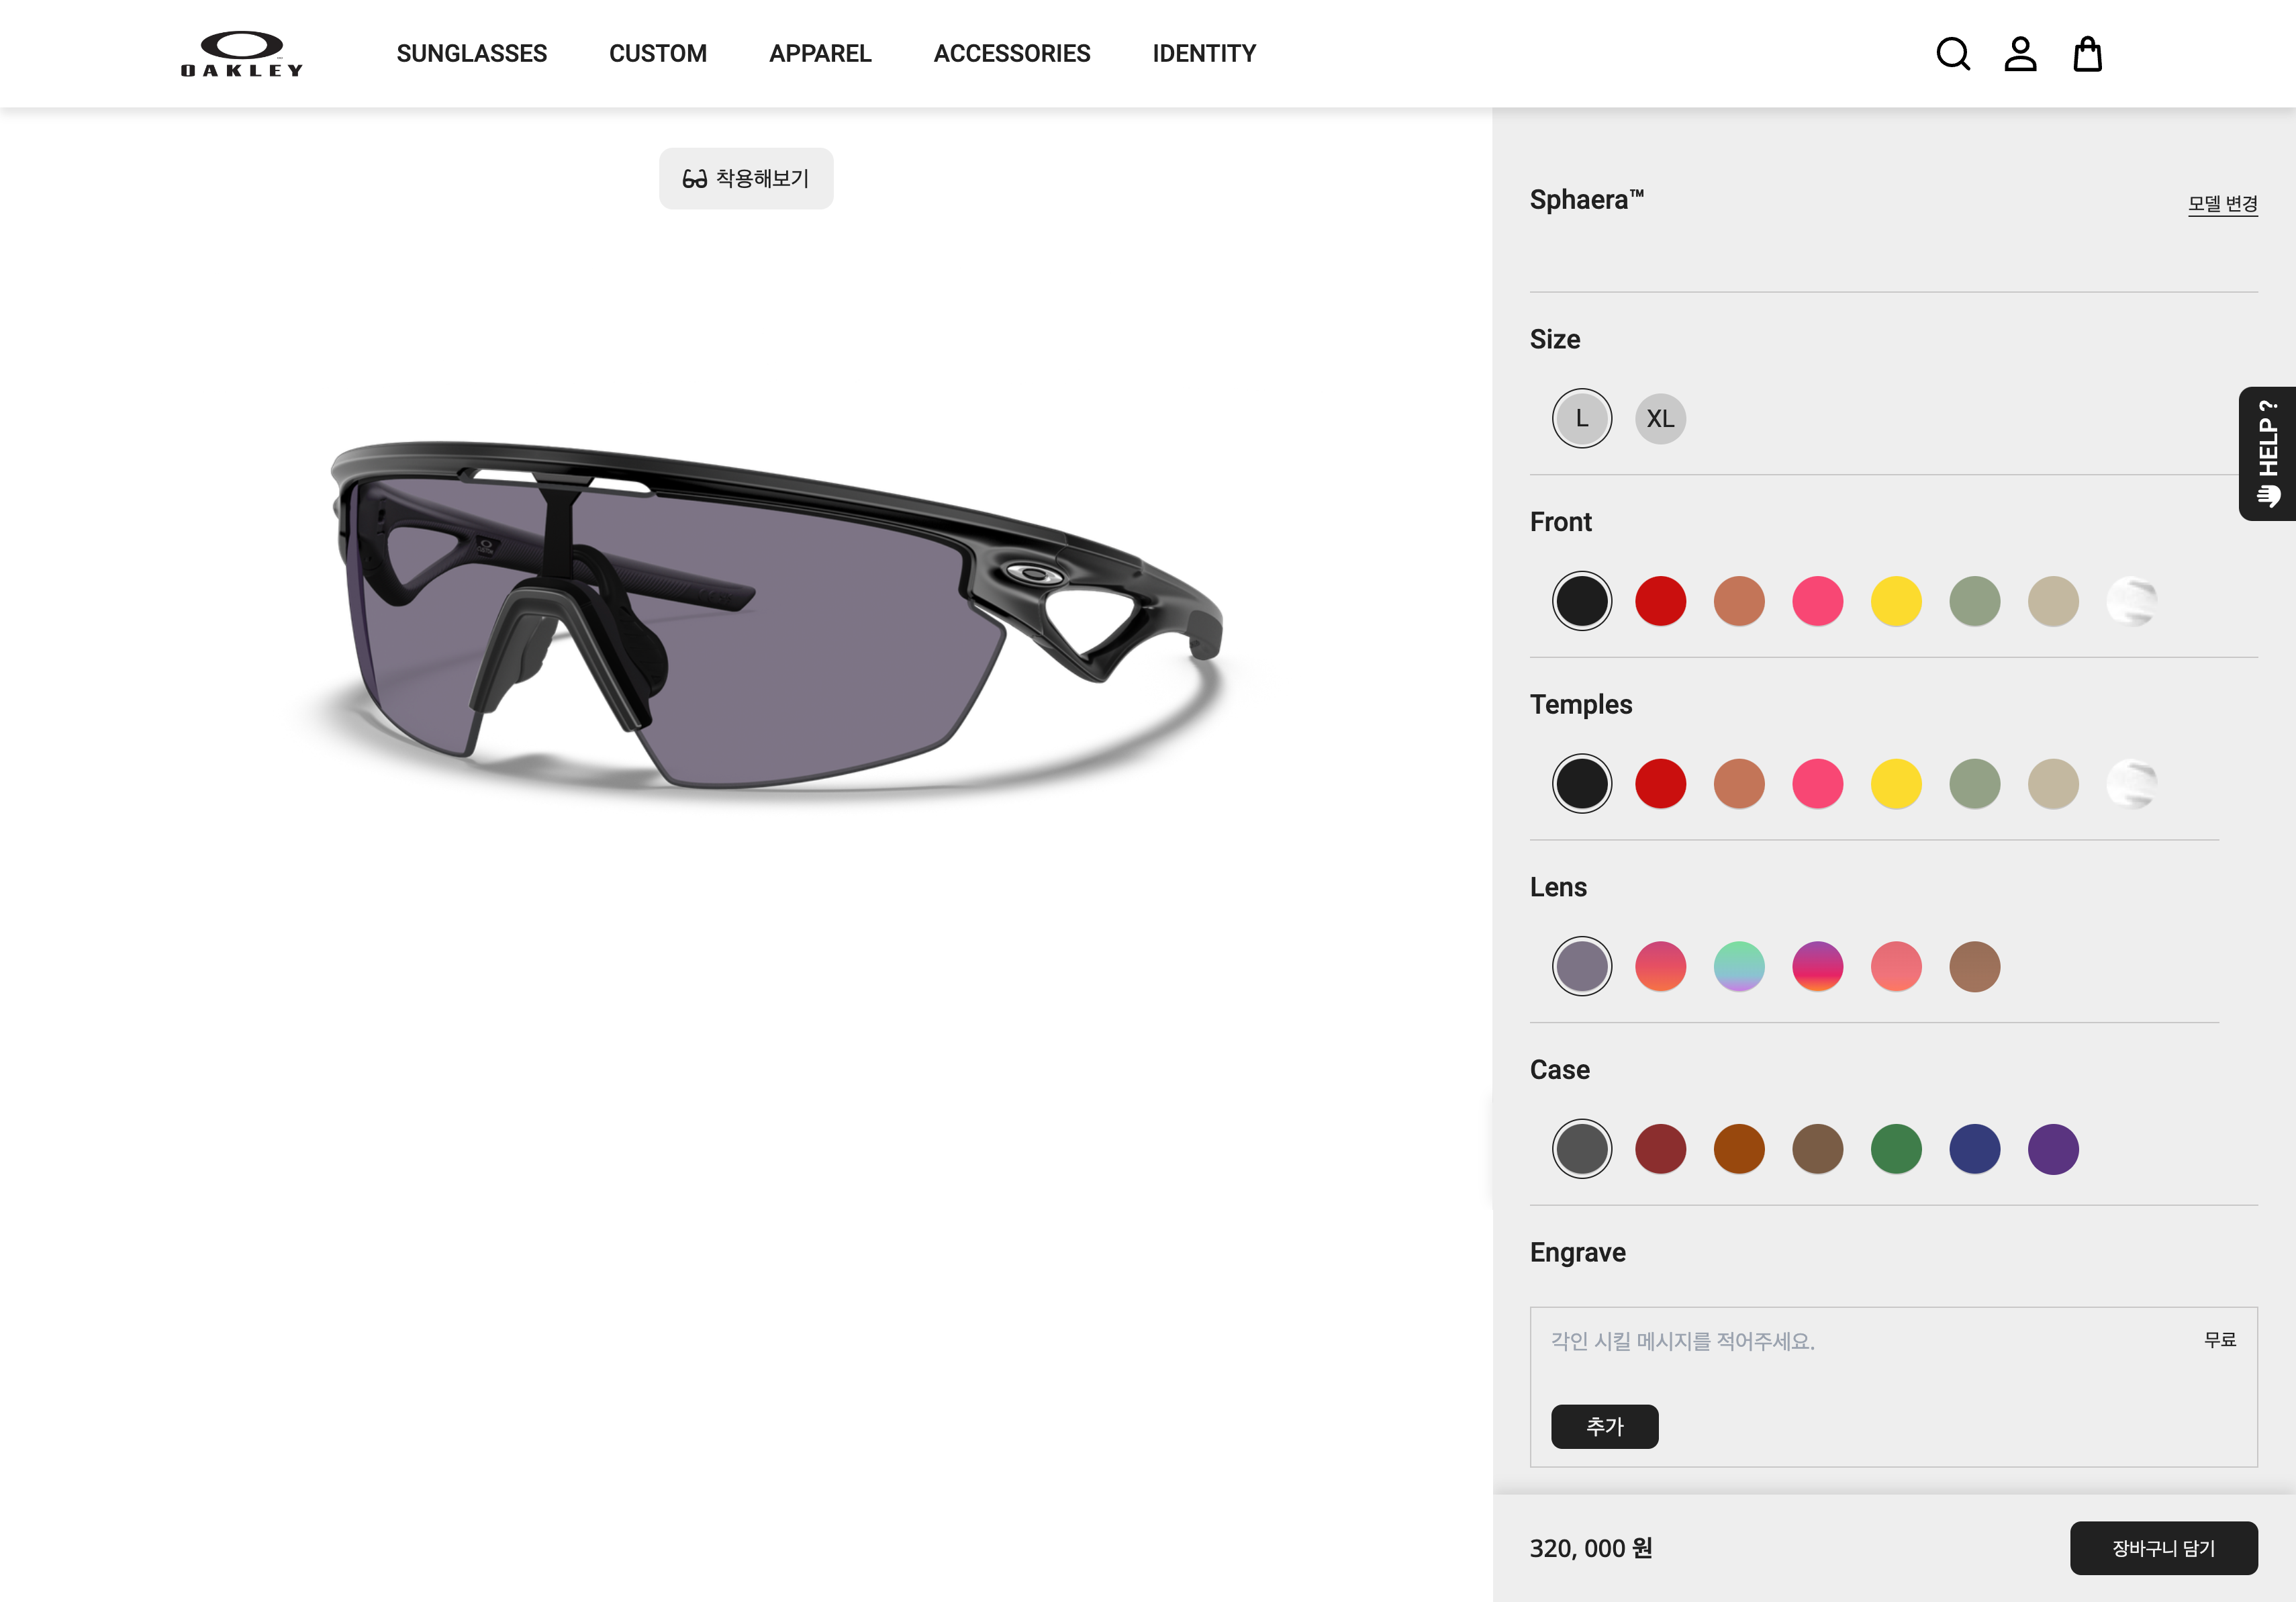 OAKLEY
SUNGLASSES CUSTOM APPAREL ACCESSORIES IDENTITY
착용해보기
Sphaera™
모델 변경
Size
L XL
HELP ?
Front
Temples
Lens
Case
Engrave
각인 시킬 메시지를 적어주세요.
무료
추가
320, 000 원
장바구니 담기